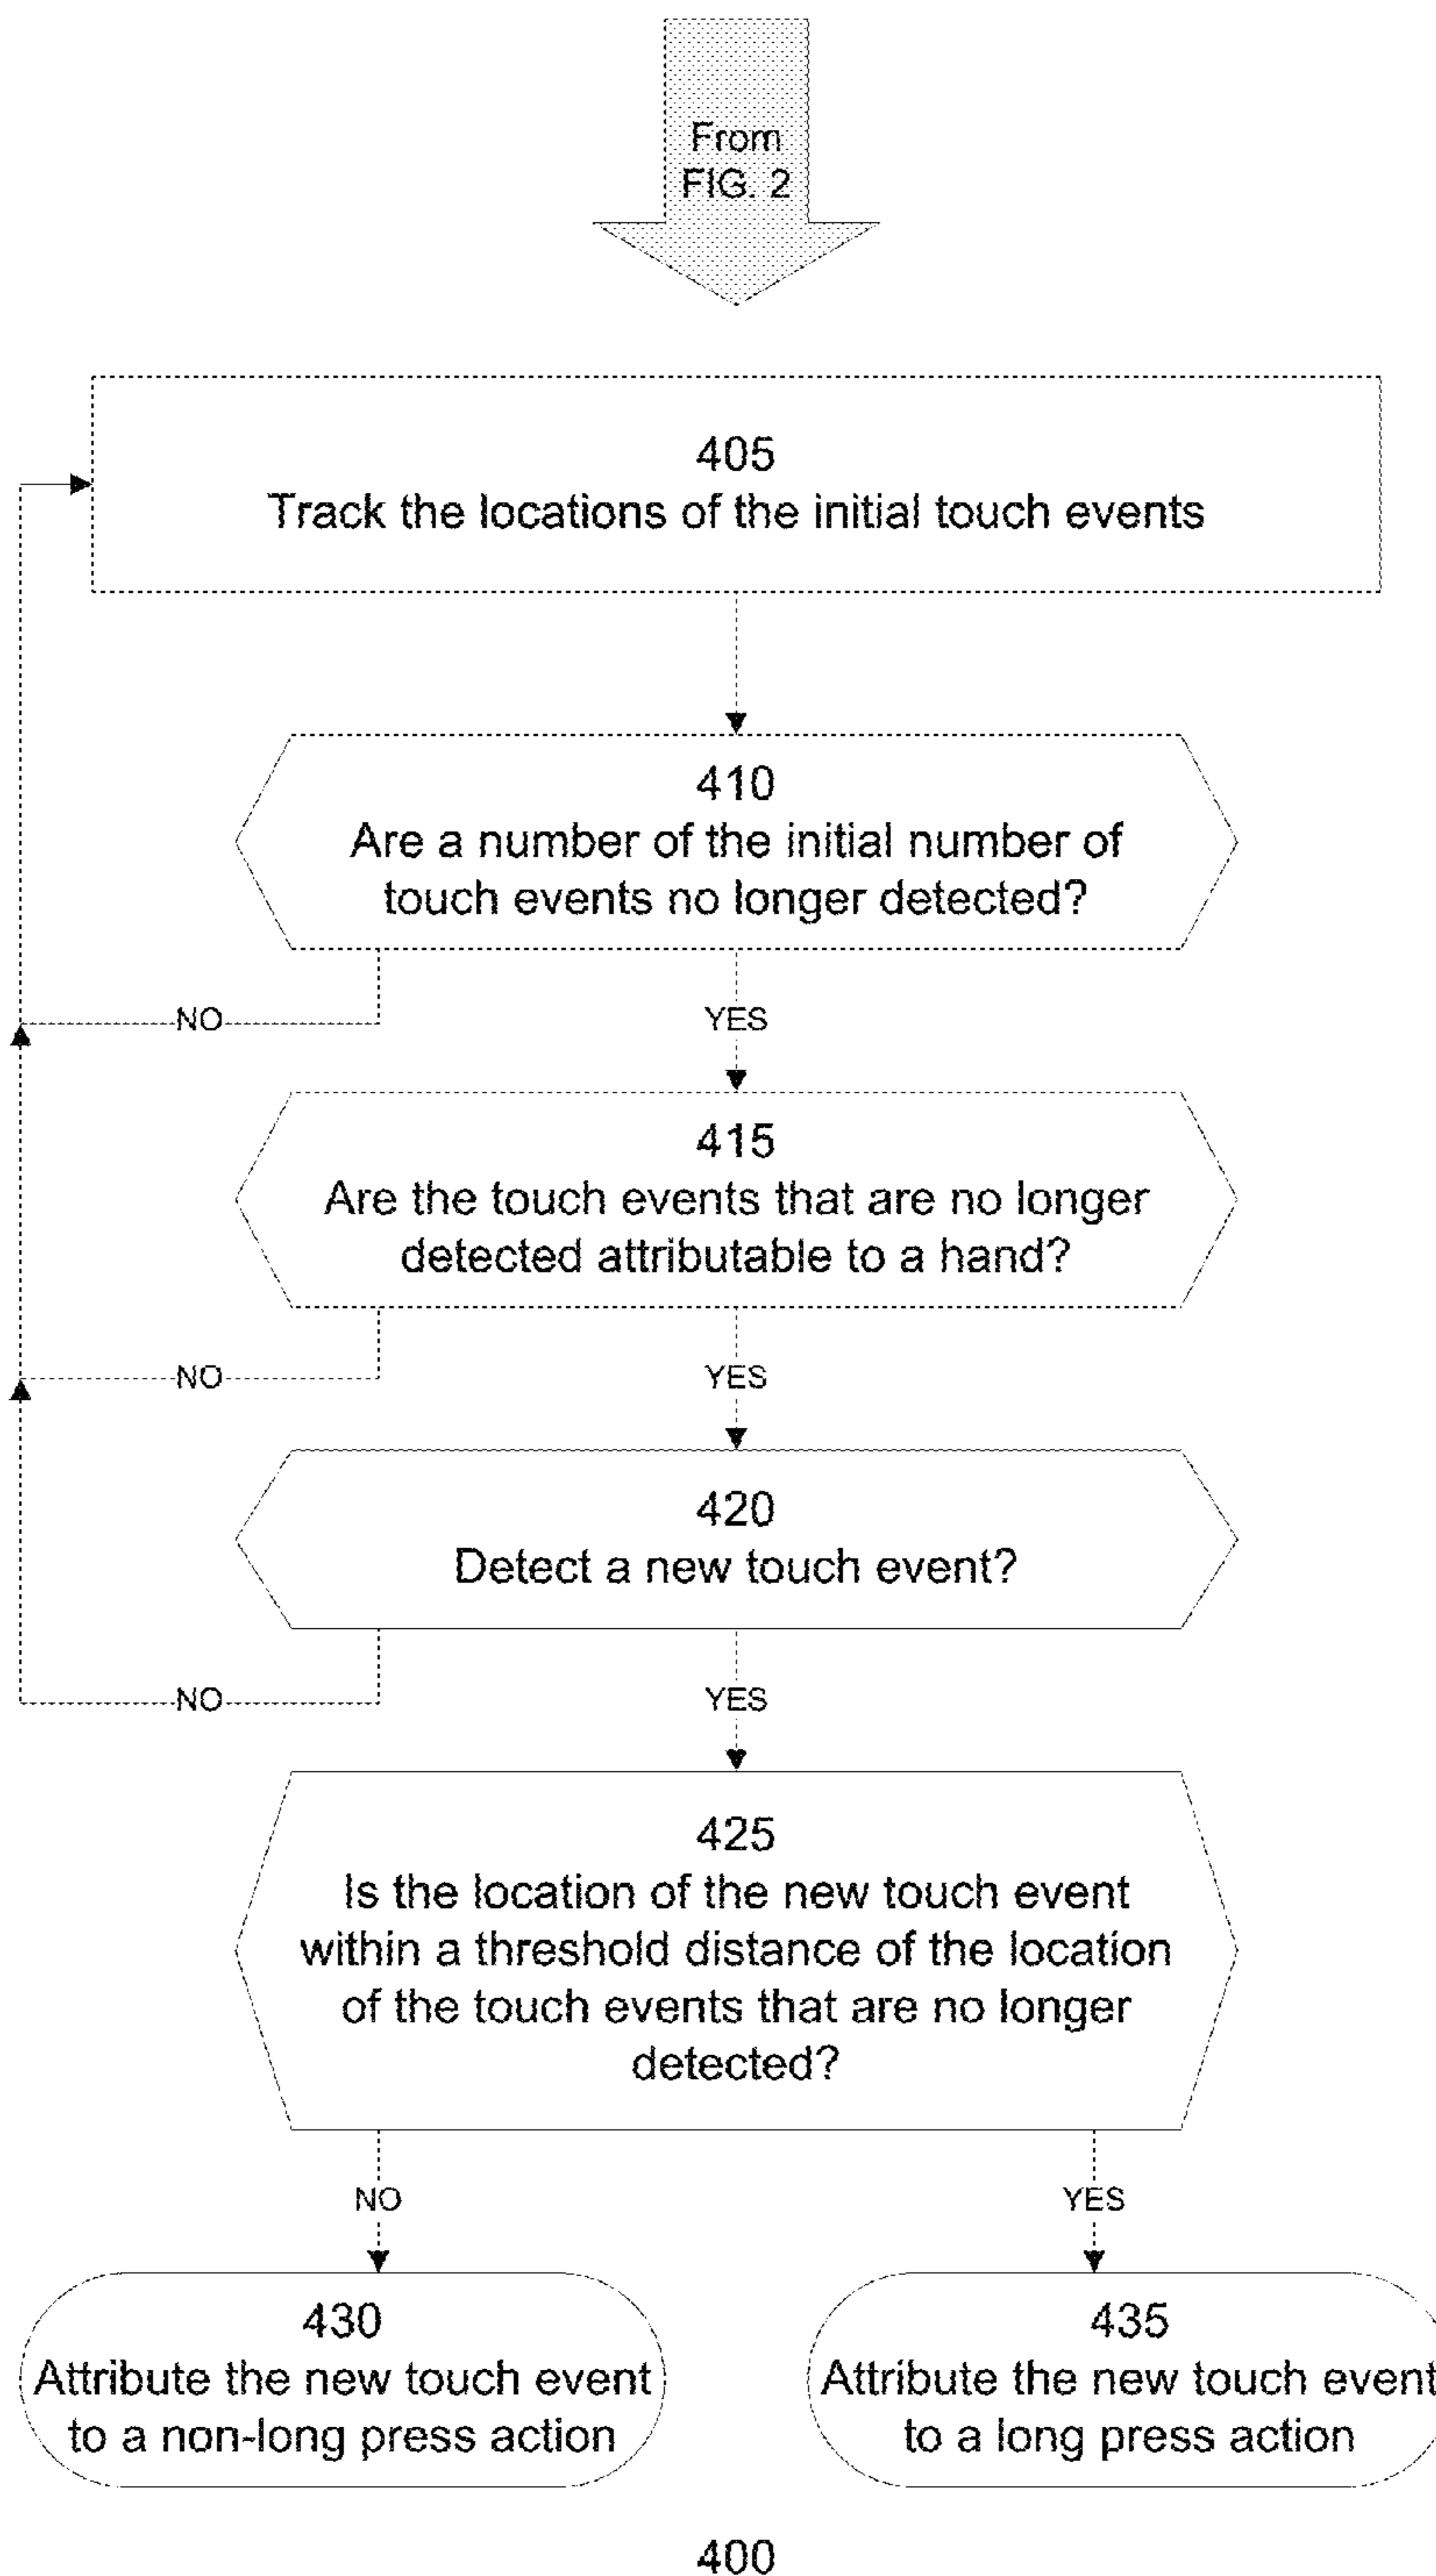 From
FIG. 2
405
Track the locations of the initial touch events
410
Are a number of the initial number of
touch events no longer detected?
NO
YES
415
Are the touch events that are no longer
detected attributable to a hand?
NO
YES
420
Detect a new touch event?
NO
YES
425
Is the location of the new touch event
within a threshold distance of the location
of the touch events that are no longer
detected?
NO
YES
430
Attribute the new touch event
to a non-long press action
435
Attribute the new touch event
to a long press action
400